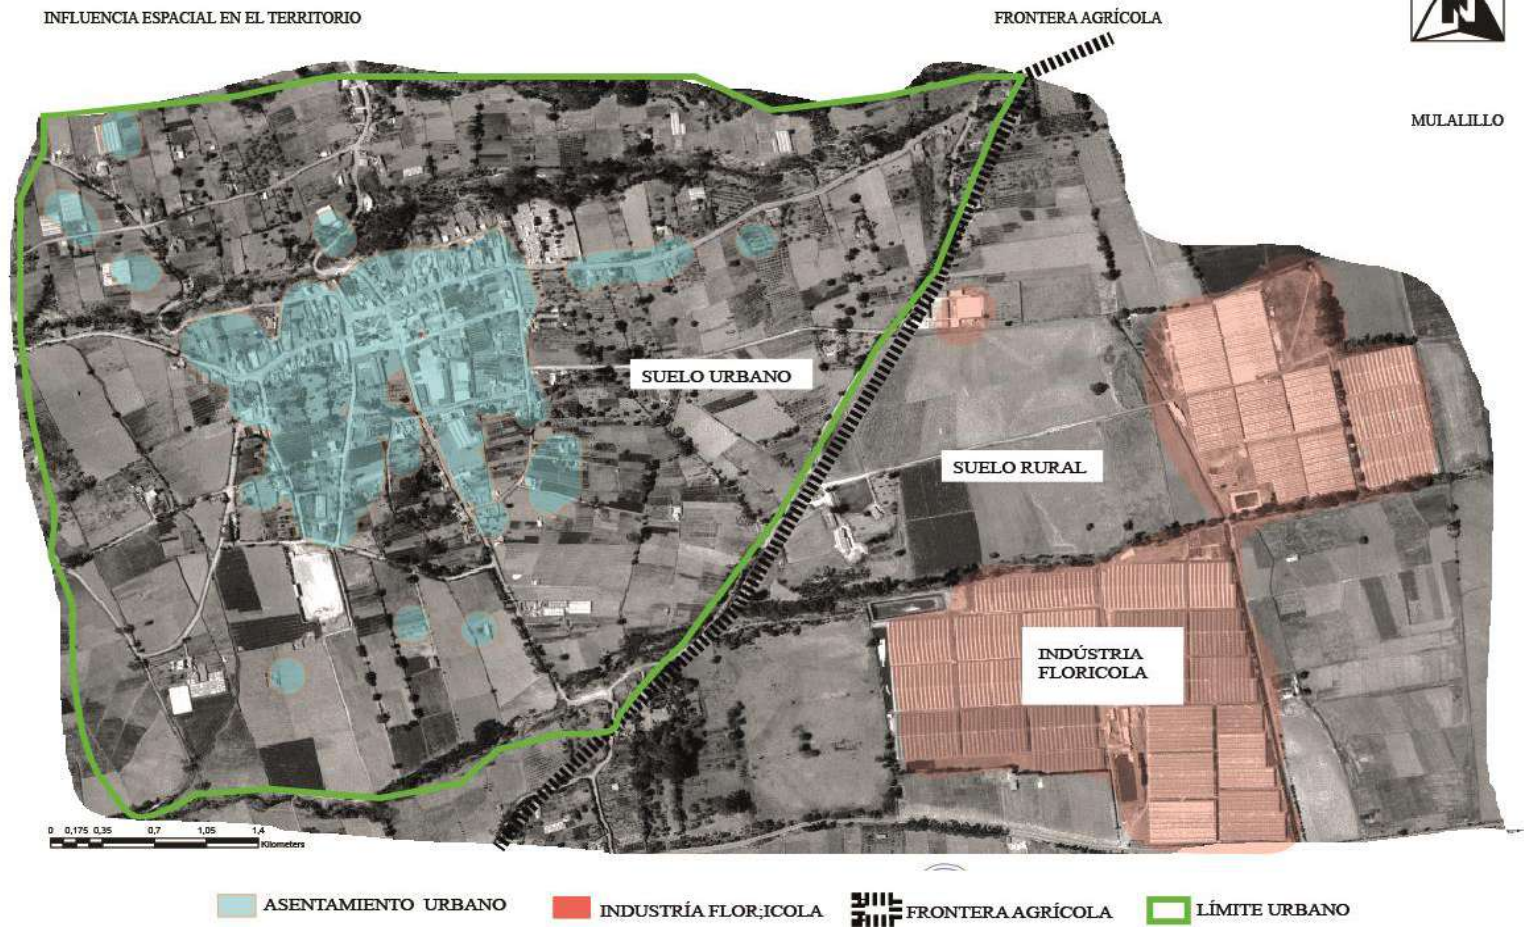 INFLUENCIA ESPACIAL EN EL TERRITORIO
FRONTERA AGRÍCOLA
N
MULALILLO
SUELO URBANO
SUELO RURAL
INDÚSTRIA
FLORICOLA
0 0,175 0,35 0,7 1,05 1,4
Kilometers
ASENTAMIENTO URBANO
INDUSTRÍA FLOR;ICOLA
FRONTERA AGRÍCOLA
LÍMITE URBANO